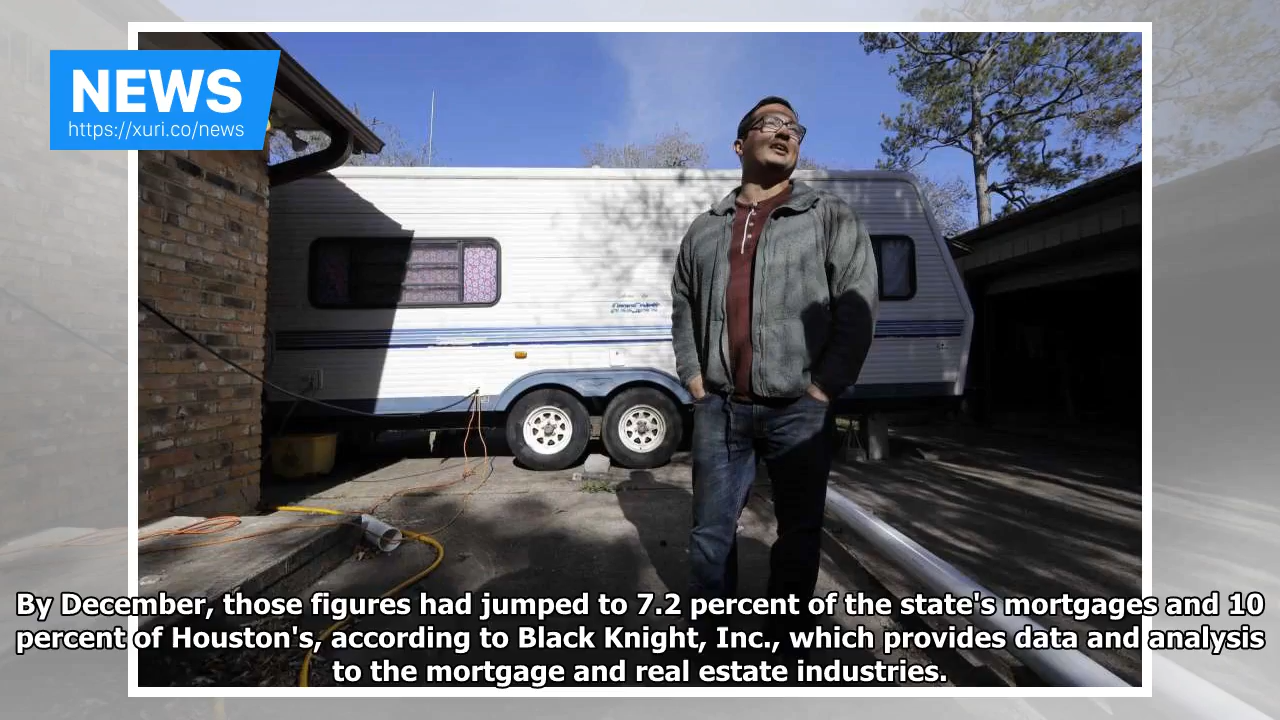 NEWS
https://xuri.co/news
By December, those figures had jumped to 7.2 percent of the state's mortgages and 10
percent of Houston's, according to Black Knight, Inc., which provides data and analysis
to the mortgage and real estate industries.